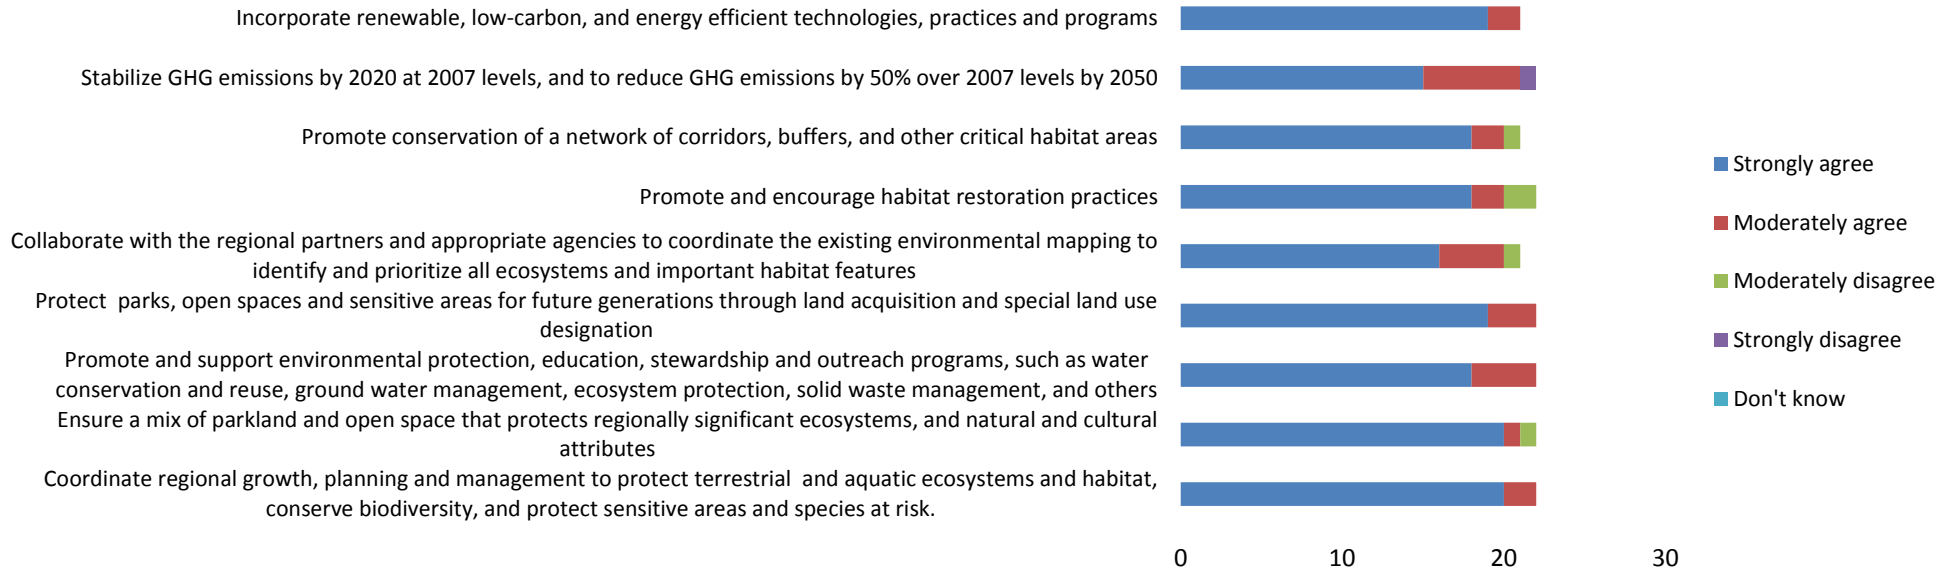 Incorporate renewable, low-carbon, and energy efficient technologies, practices and programs
Stabilize GHG emissions by 2020 at 2007 levels, and to reduce GHG emissions by 50% over 2007 levels by 2050
Promote conservation of a network of corridors, buffers, and other critical habitat areas
Promote and encourage habitat restoration practices
Collaborate with the regional partners and appropriate agencies to coordinate the existing environmental mapping to
identify and prioritize all ecosystems and important habitat features
Protect  parks, open spaces and sensitive areas for future generations through land acquisition and special land use
designation
Promote and support environmental protection, education, stewardship and outreach programs, such as water
conservation and reuse, ground water management, ecosystem protection, solid waste management, and others
Ensure a mix of parkland and open space that protects regionally significant ecosystems, and natural and cultural
attributes
Coordinate regional growth, planning and management to protect terrestrial  and aquatic ecosystems and habitat,
conserve biodiversity, and protect sensitive areas and species at risk.
0 10 20 30
Strongly agree
Moderately agree
Moderately disagree
Strongly disagree
Don't know